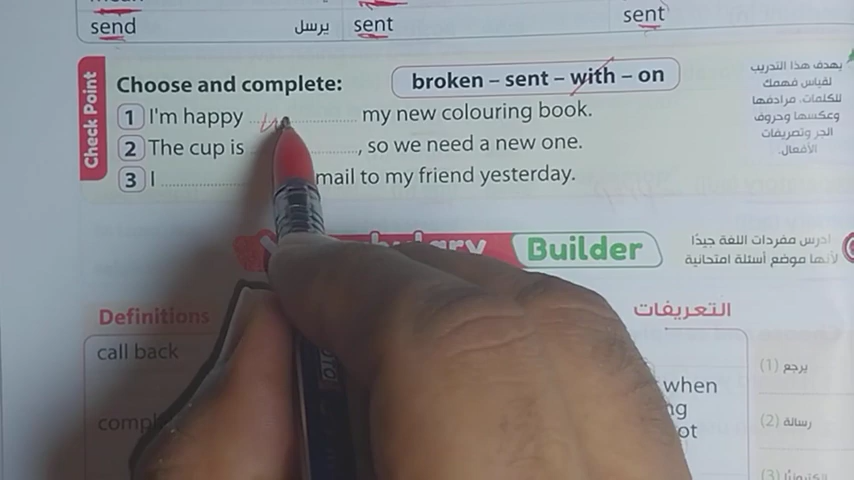 send يرسل sent sent
Check Point
Choose and complete: broken – sent – with – on
1 I'm happy .................... my new colouring book.
2 The cup is ...................., so we need a new one.
3 I .................... mail to my friend yesterday.
يهدف هذا التدريب
لقياس فهمك
للكلمات، مرادفها
وعكسها وحروف
الجر وتصريفات
الأفعال.
Vocabulary Builder
ادرس مفردات اللغة جيدًا
لأنها موضع أسئلة امتحانية
Definitions التعريفات
call back
when
(1) يرجع
(2) رسالة
(3)